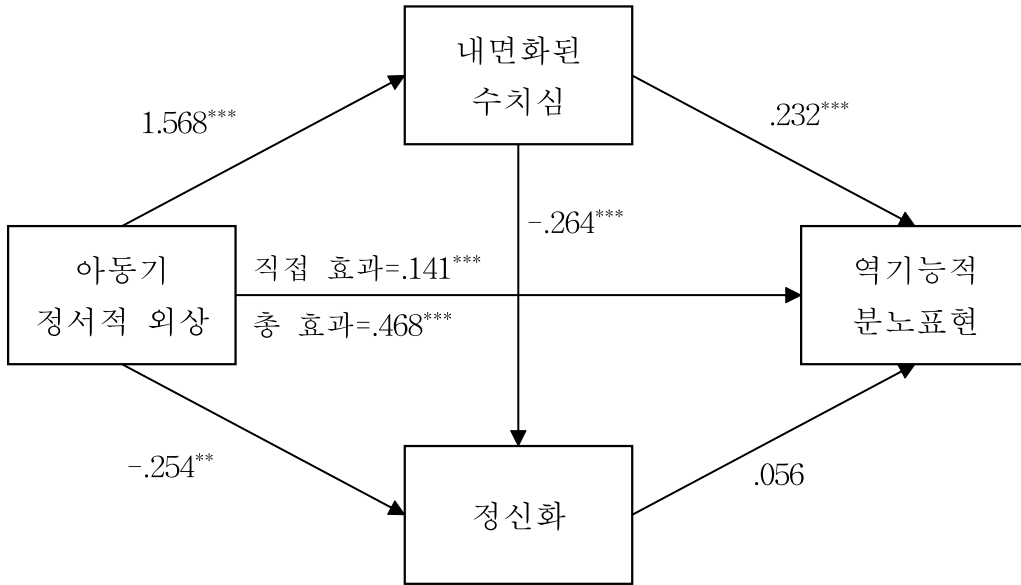 내면화된
수치심
1.568***
.232***
-.264***
아동기
정서적 외상
직접 효과=.141***
총 효과=.468***
역기능적
분노표현
-.254**
.056
정신화